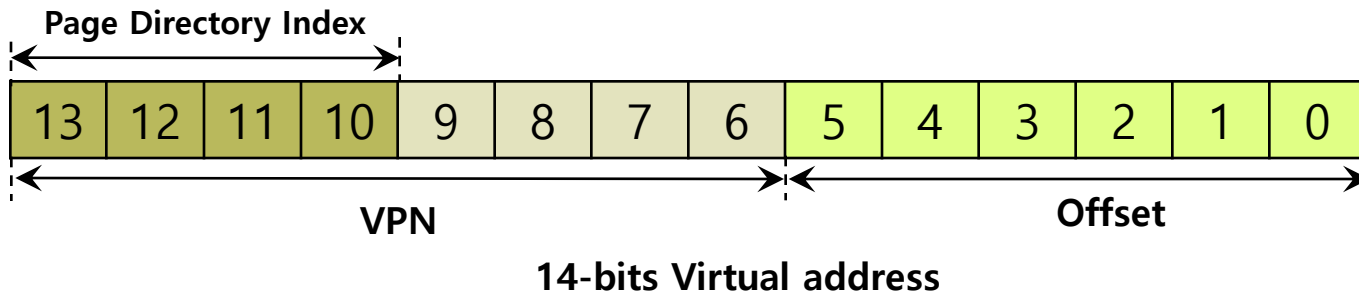 Page Directory Index
13 12 11 10 9 8 7 6 5 4 3 2 1 0
VPN
Offset
14-bits Virtual address